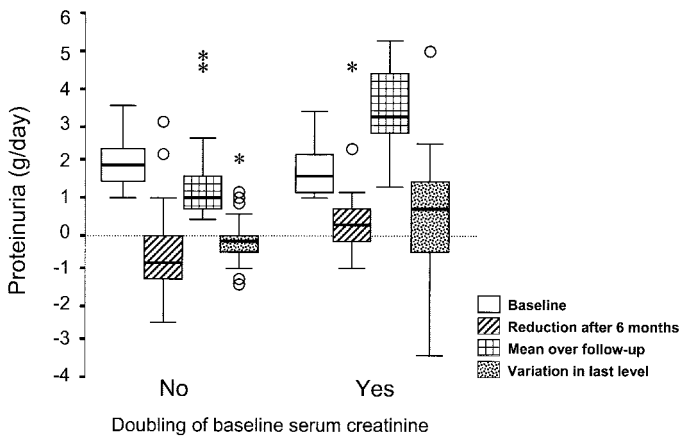 Proteinuria (g/day)
6
5
4
3
2
1
0
-1
-2
-3
-4
**
*
*
No
Yes
Doubling of baseline serum creatinine
Baseline
Reduction after 6 months
Mean over follow-up
Variation in last level